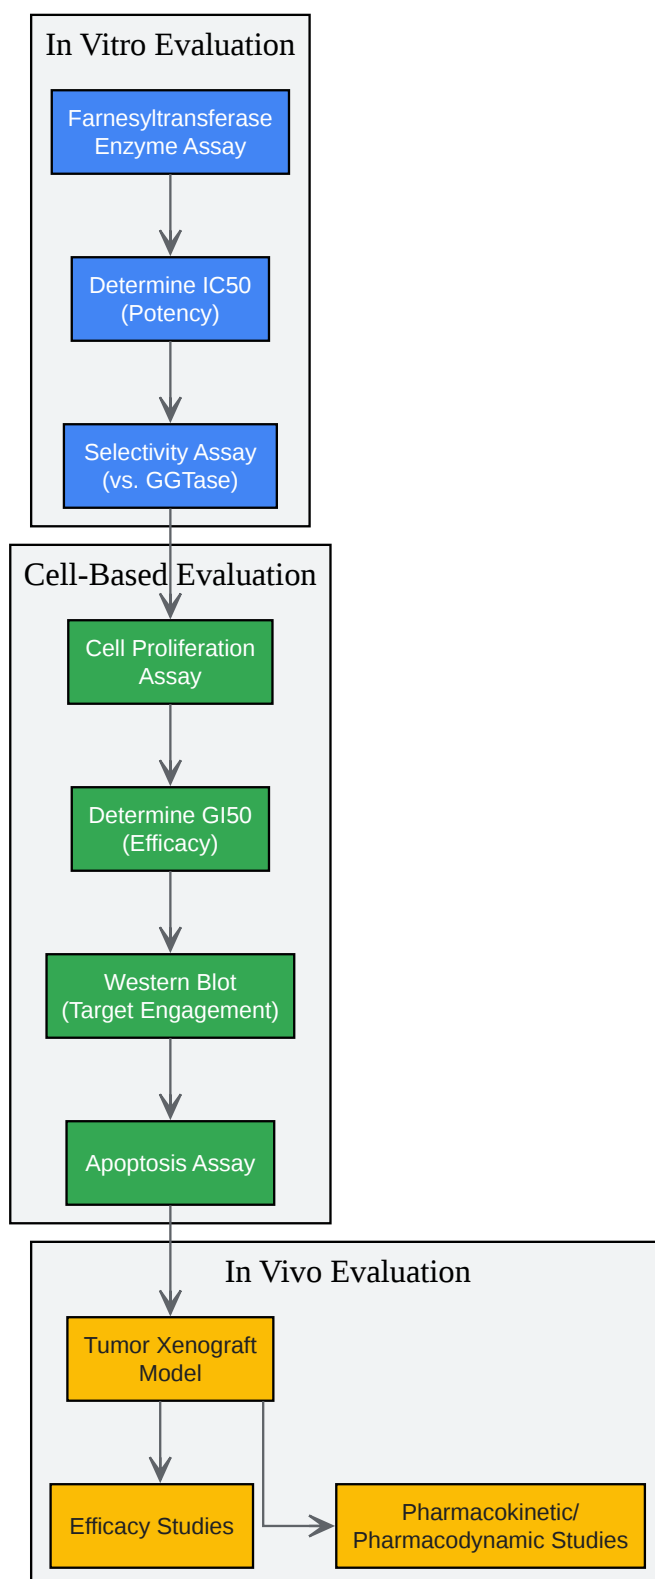 In Vitro Evaluation
Farnesyltransferase
Enzyme Assay
Determine IC50
(Potency)
Selectivity Assay
(vs. GGTase)
Cell-Based Evaluation
Cell Proliferation
Assay
Determine GI50
(Efficacy)
Western Blot
(Target Engagement)
Apoptosis Assay
In Vivo Evaluation
Tumor Xenograft
Model
Efficacy Studies
Pharmacokinetic/
Pharmacodynamic Studies